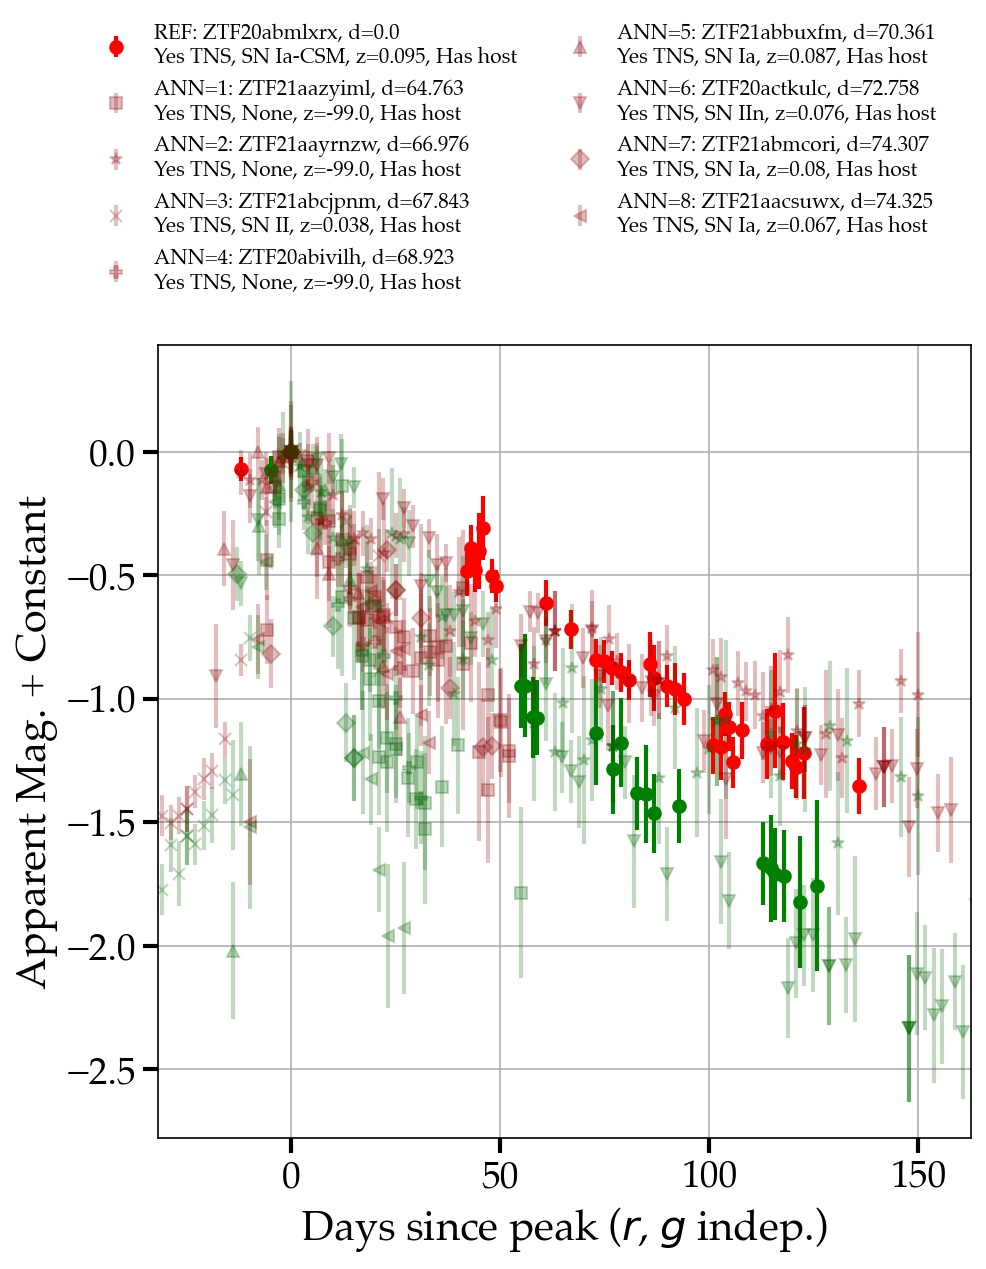 REF: ZTF20abmlxrx, d=0.0
Yes TNS, SN Ia-CSM, z=0.095, Has host
ANN=1: ZTF21aazyiml, d=64.763
Yes TNS, None, z=-99.0, Has host
ANN=2: ZTF21aayrnzw, d=66.976
Yes TNS, None, z=-99.0, Has host
ANN=3: ZTF21abcjpnm, d=67.843
Yes TNS, SN II, z=0.038, Has host
ANN=4: ZTF20abivilh, d=68.923
Yes TNS, None, z=-99.0, Has host
ANN=5: ZTF21abbuxfm, d=70.361
Yes TNS, SN Ia, z=0.087, Has host
ANN=6: ZTF20actkulc, d=72.758
Yes TNS, SN IIn, z=0.076, Has host
ANN=7: ZTF21abmcori, d=74.307
Yes TNS, SN Ia, z=0.08, Has host
ANN=8: ZTF21aacsuwx, d=74.325
Yes TNS, SN Ia, z=0.067, Has host
Apparent Mag. + Constant
0.0
−0.5
−1.0
−1.5
−2.0
−2.5
0 50 100 150
Days since peak (r, g indep.)